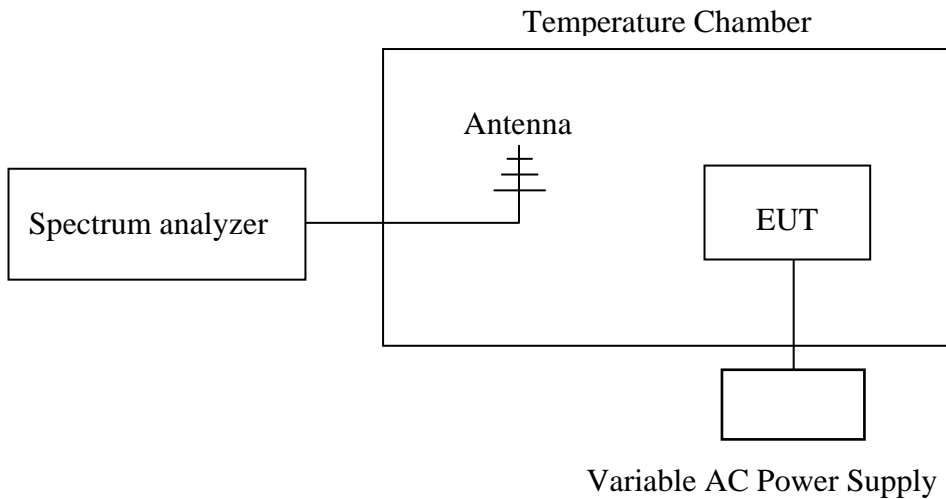 Temperature Chamber
Antenna
Spectrum analyzer
EUT
Variable AC Power Supply